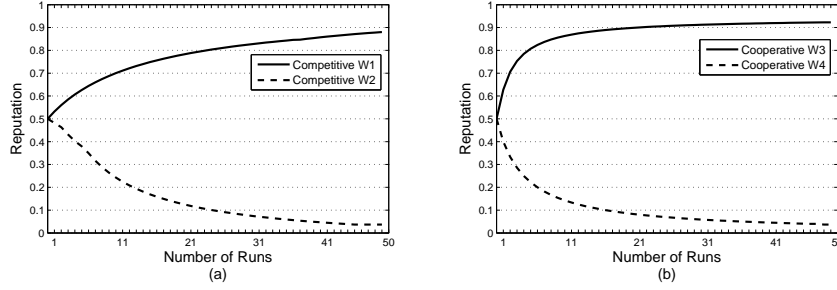 1
0.9
0.8
0.7
0.6
0.5
0.4
0.3
0.2
0.1
0
Reputation
Competitive W1
Competitive W2
1 11 21 31 41 50
Number of Runs
(a)
1
0.9
0.8
0.7
0.6
0.5
0.4
0.3
0.2
0.1
0
Reputation
Cooperative W3
Cooperative W4
1 11 21 31 41 5
Number of Runs
(b)